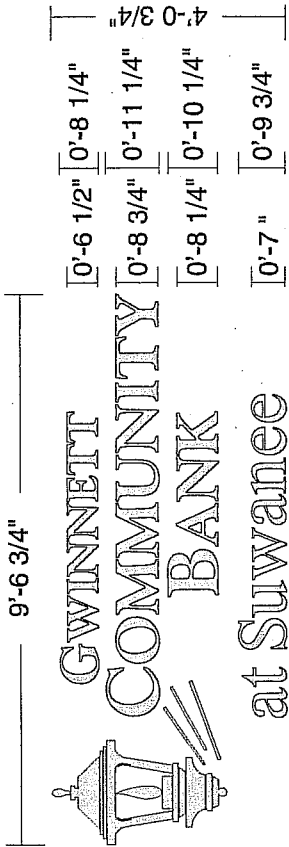 9'-6 3/4"
GWINNETT
COMMUNITY
BANK
at Suwanee
0'-6 1/2"
0'-8 1/4"
0'-8 3/4"
0'-11 1/4"
0'-8 1/4"
0'-10 1/4"
0'-7 "
0'-9 3/4"
4'-0 3/4"